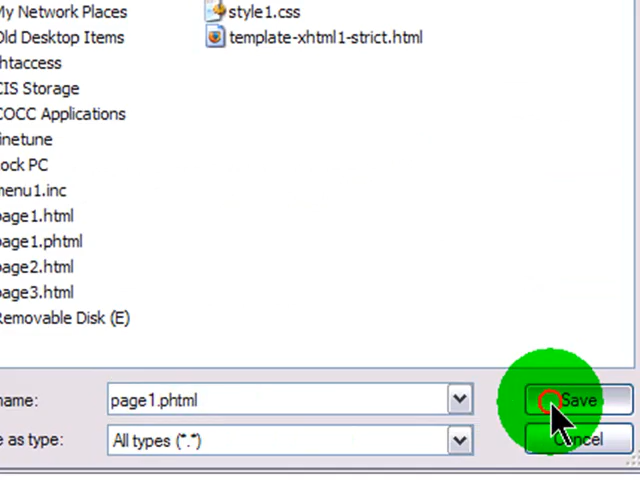 My Network Places
Old Desktop Items
htaccess
CIS Storage
COCC Applications
inetune
ock PC
menu1.inc
page1.html
page1.phtml
page2.html
page3.html
Removable Disk (E)
style1.css
template-xhtml1-strict.html
name: page1.phtml Save
e as type: All types (*.*) Cancel